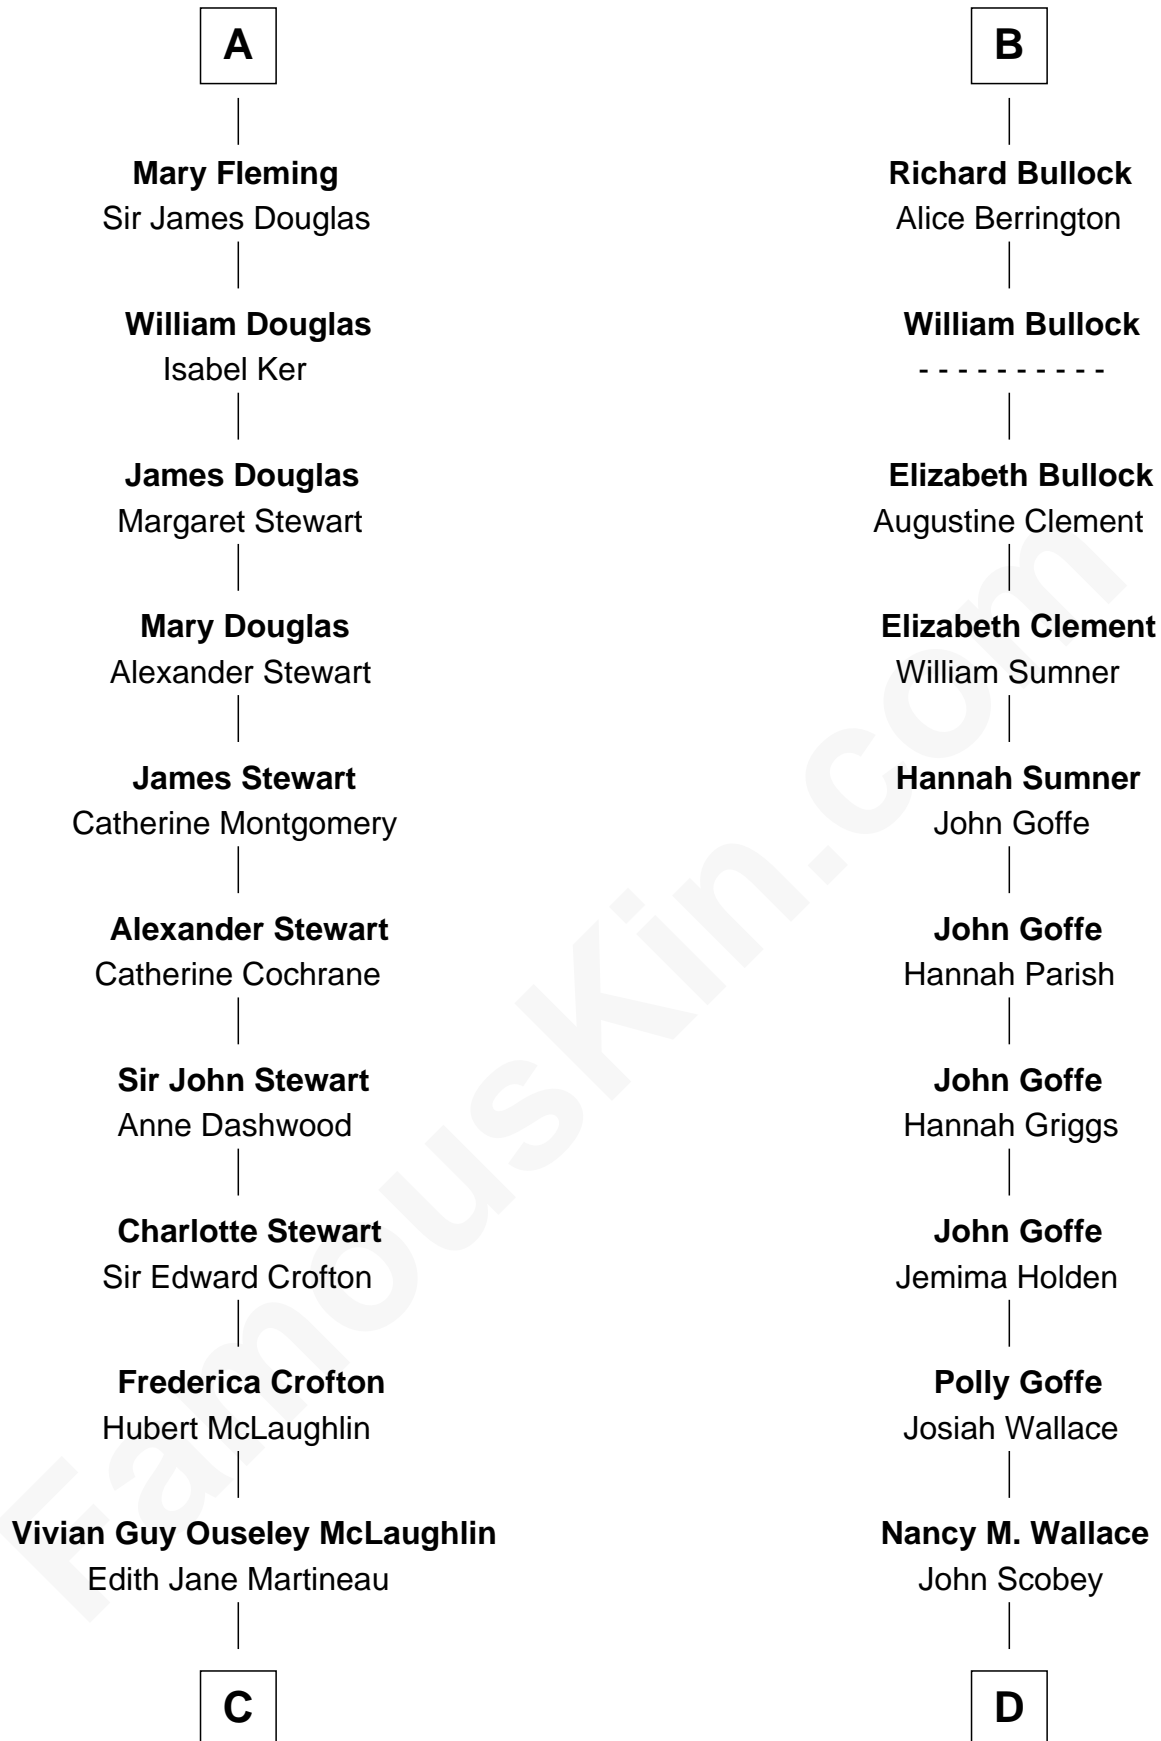 A
Mary Fleming
Sir James Douglas
William Douglas
Isabel Ker
James Douglas
Margaret Stewart
Mary Douglas
Alexander Stewart
James Stewart
Catherine Montgomery
Alexander Stewart
Catherine Cochrane
Sir John Stewart
Anne Dashwood
Charlotte Stewart
Sir Edward Crofton
Frederica Crofton
Hubert McLaughlin
Vivian Guy Ouseley McLaughlin
Edith Jane Martineau
C
B
Richard Bullock
Alice Berrington
William Bullock
- - - - - - - - - -
Elizabeth Bullock
Augustine Clement
Elizabeth Clement
William Sumner
Hannah Sumner
John Goffe
John Goffe
Hannah Parish
John Goffe
Hannah Griggs
John Goffe
Jemima Holden
Polly Goffe
Josiah Wallace
Nancy M. Wallace
John Scobey
D
FamousKin.com